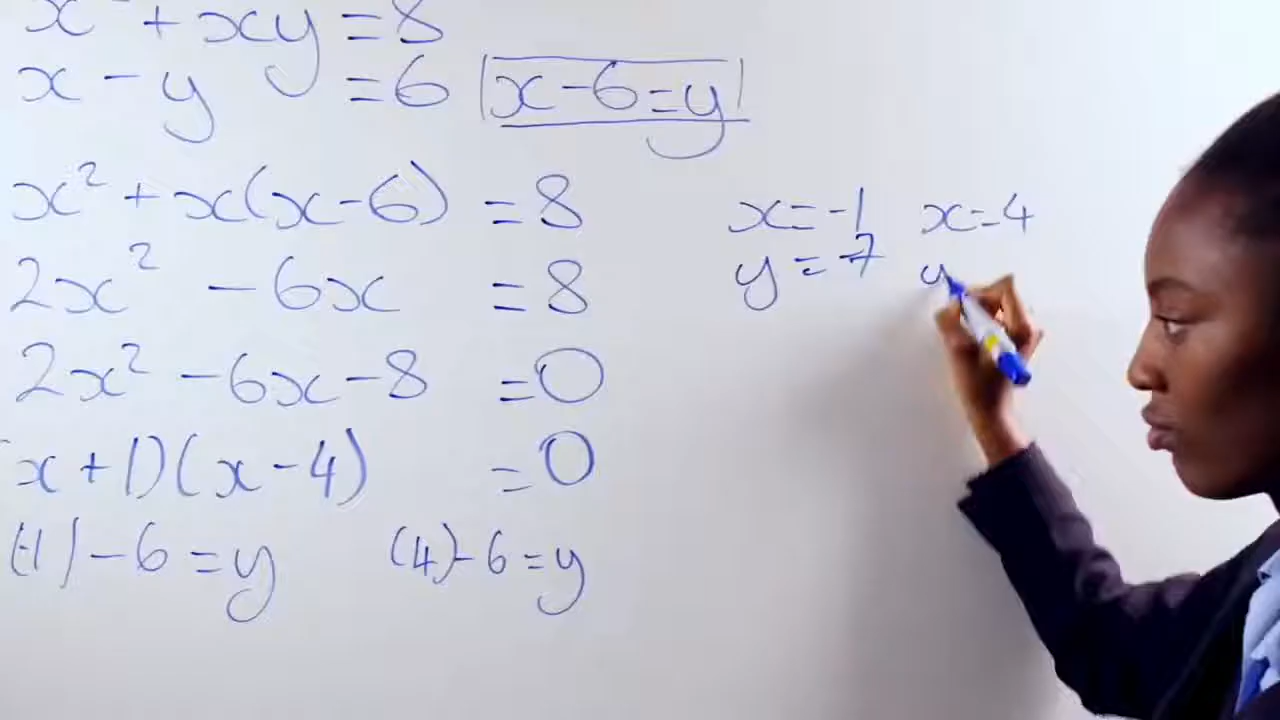 x² + xy = 8
x - y = 6 x-6=y
x² + x(x-6) = 8
2x² - 6x = 8
2x² - 6x - 8 = 0
(x+1)(x-4) = 0
(-1) - 6 = y (4) - 6 = y
x = -1 x = 4
y = -7 y